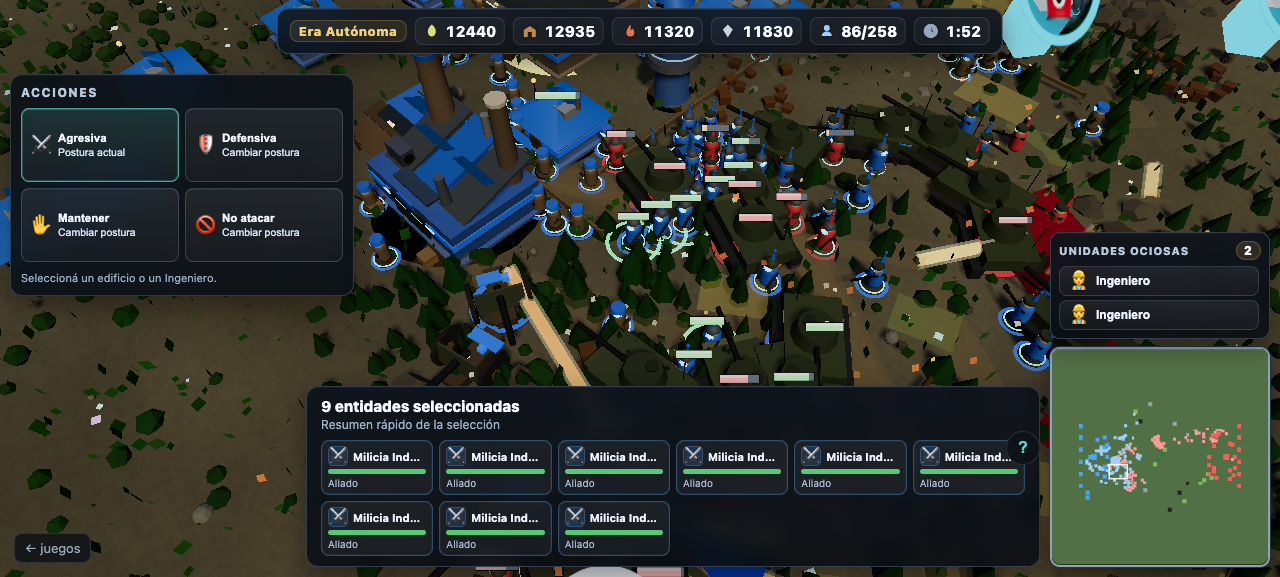 Era Autónoma 12440 12935 11320 11830 86/258 1:52
ACCIONES
Agresiva
Postura actual
Defensiva
Cambiar postura
Mantener
Cambiar postura
No atacar
Cambiar postura
Seleccioná un edificio o un Ingeniero.
UNIDADES OCIOSAS 2
Ingeniero
Ingeniero
9 entidades seleccionadas
Resumen rápido de la selección
Milicia Ind...
Aliado
Milicia Ind...
Aliado
Milicia Ind...
Aliado
Milicia Ind...
Aliado
Milicia Ind...
Aliado
Milicia Ind...
Aliado
?
Milicia Ind...
Aliado
Milicia Ind...
Aliado
Milicia Ind...
Aliado
← juegos